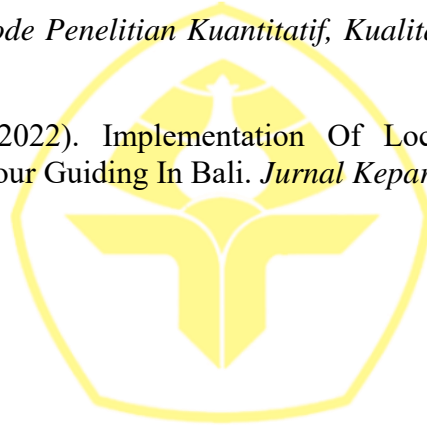 ode Penelitian Kuantitatif, Kualit
2022). Implementation Of Loc
our Guiding In Bali. Jurnal Kepar